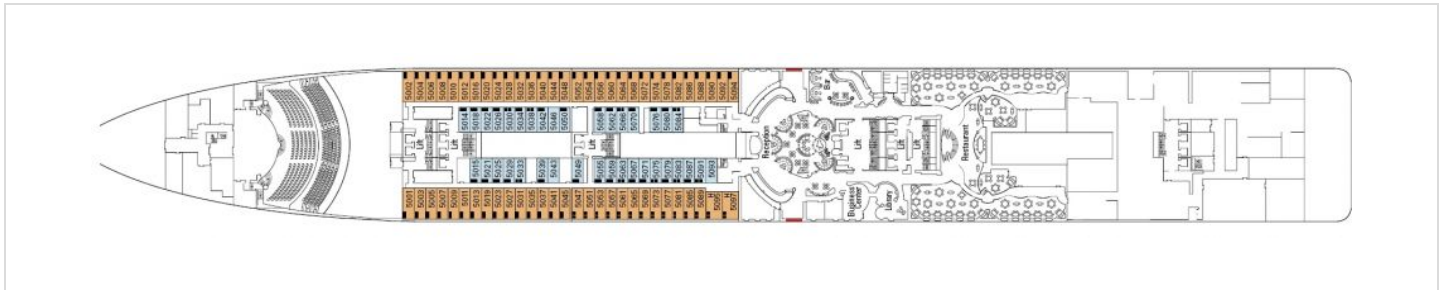 5002 5004 5006 5008 5010 5012 5016 5020 5024 5028 5032 5036 5040 5044 5048 5052 5054 5056 5060 5064 5068 5072 5074 5078 5082 5086 5088 5090 5092 5094
5014 5018 5022 5026 5030 5034 5038 5042 5046 5050 5058 5062 5066 5070 5076 5080 5084
Bar
Lift
Lift
Reception
Lift
Lift
Restaurant
5015 5021 5025 5029 5033 5039 5043 5049 5055 5059 5063 5067 5071 5075 5079 5083 5087 5091 5093
5001 5003 5005 5007 5009 5011 5013 5019 5023 5027 5031 5035 5037 5041 5045 5047 5051 5053 5057 5061 5065 5069 5073 5077 5081 5085 5089 5095 5097
H
H
Business
Center
Library